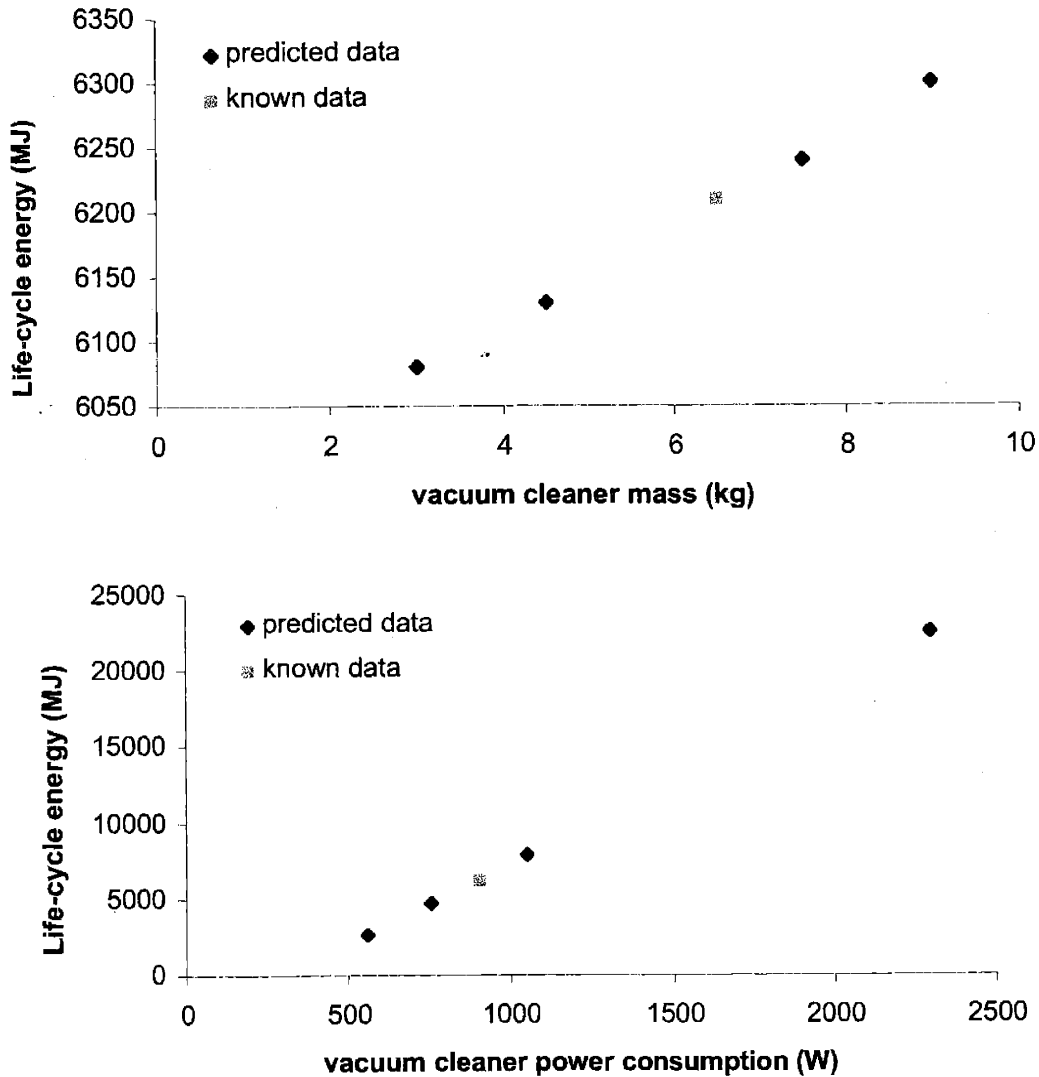 6350
6300
6250
6200
6150
6100
6050
Life-cycle energy (MJ)
predicted data
known data
0 2 4 6 8 10
vacuum cleaner mass (kg)
25000
20000
15000
10000
5000
0
Life-cycle energy (MJ)
predicted data
known data
0 500 1000 1500 2000 2500
vacuum cleaner power consumption (W)